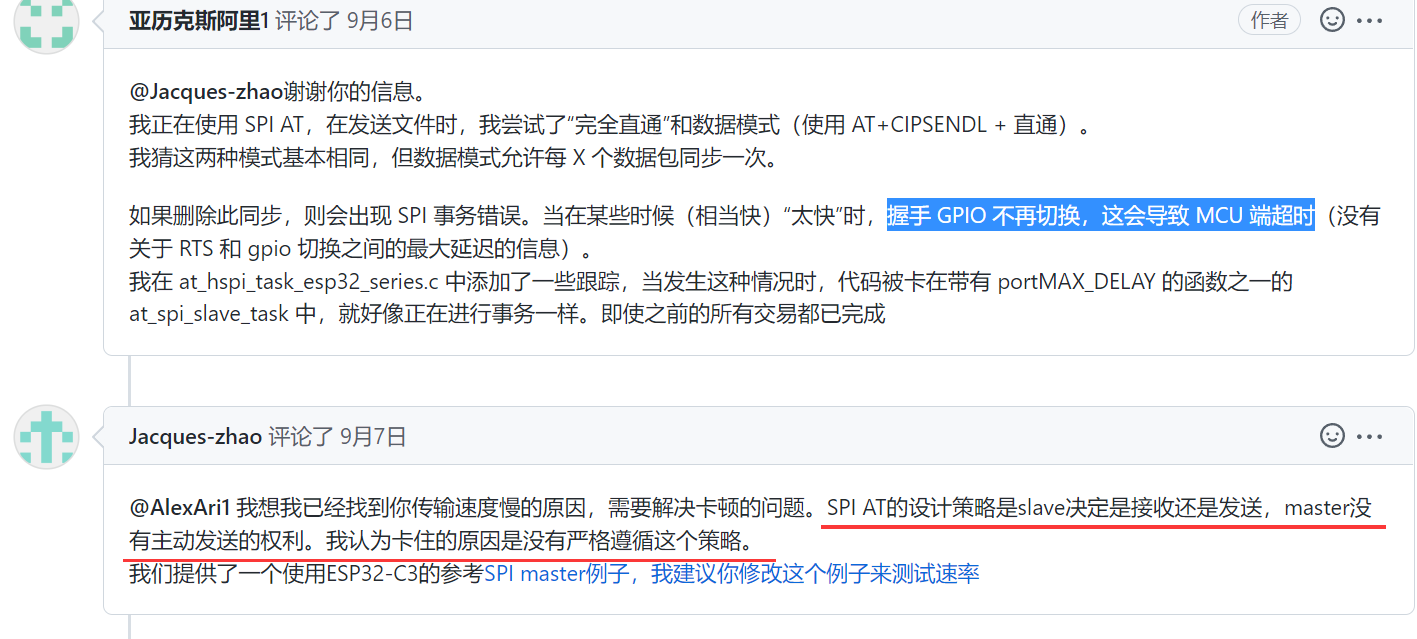 亚历克斯阿里1 评论了 9月6日 作者
@Jacques-zhao谢谢你的信息。
我正在使用 SPI AT，在发送文件时，我尝试了“完全直通”和数据模式（使用 AT+CIPSENDL + 直通）。
我猜这两种模式基本相同，但数据模式允许每 X 个数据包同步一次。
如果删除此同步，则会出现 SPI 事务错误。当在某些时候（相当快）“太快”时，握手 GPIO 不再切换，这会导致 MCU 端超时（没有
关于 RTS 和 gpio 切换之间的最大延迟的信息）。
我在 at_hspi_task_esp32_series.c 中添加了一些跟踪，当发生这种情况时，代码被卡在带有 portMAX_DELAY 的函数之一的
at_spi_slave_task 中，就好像正在进行事务一样。即使之前的所有交易都已完成
Jacques-zhao 评论了 9月7日
@AlexAri1 我想我已经找到你传输速度慢的原因，需要解决卡顿的问题。SPI AT的设计策略是slave决定是接收还是发送，master没
有主动发送的权利。我认为卡住的原因是没有严格遵循这个策略。
我们提供了一个使用ESP32-C3的参考SPI master例子，我建议你修改这个例子来测试速率